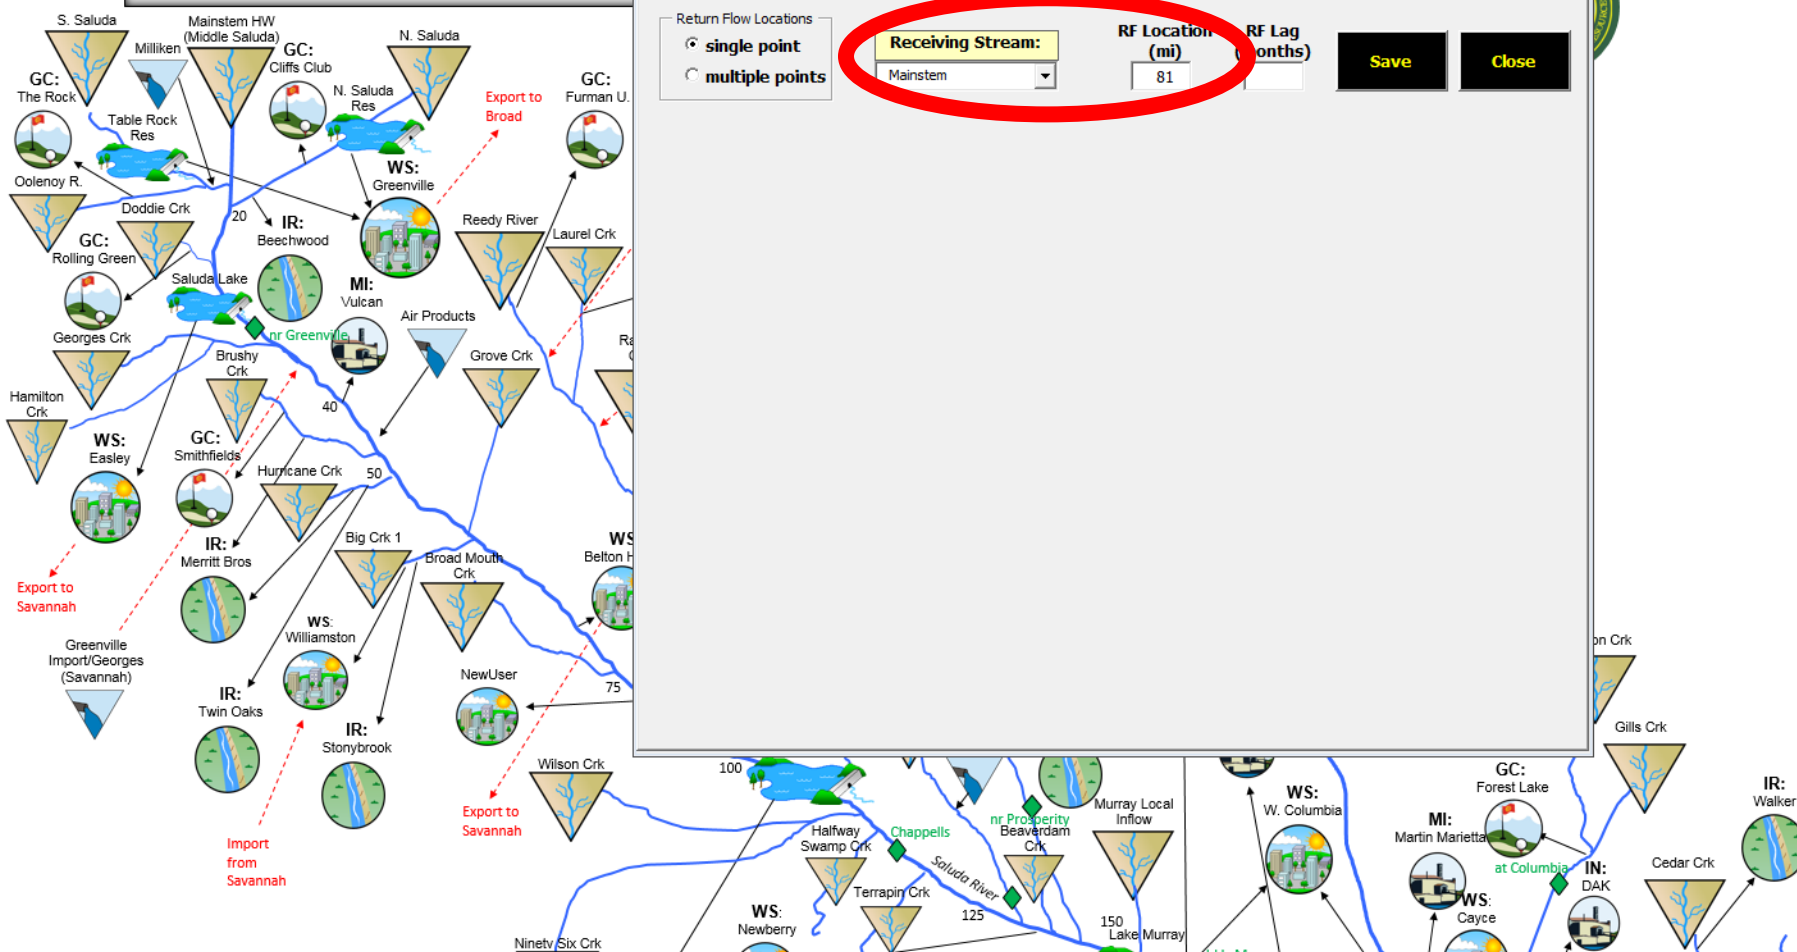 S. Saluda
Mainstem HW
(Middle Saluda)
Milliken
GC:
Cliffs Club
N. Saluda
GC:
The Rock
Table Rock
Res
N. Saluda
Res
Export to
Broad
GC:
Furman U.
Oolenoy R.
Doddie Crk
WS:
Greenville
20
IR:
Beechwood
Reedy River
Laurel Crk
GC:
Rolling Green
Saluda Lake
MI:
Vulcan
Air Products
nr Greenville
Georges Crk
Brushy
Crk
Grove Crk
Hamilton
Crk
40
WS:
Easley
GC:
Smithfields
Hurricane Crk
50
IR:
Merritt Bros
Big Crk 1
Broad Mouth
Crk
WS
Belton H
Export to
Savannah
WS:
Williamston
Greenville
Import/Georges
(Savannah)
NewUser
75
IR:
Twin Oaks
IR:
Stonybrook
Wilson Crk
Export to
Savannah
Import
from
Savannah
100
Halfway
Swamp Crk
Chappells
nr Prosperity
Beaverdam
Crk
Murray Local
Inflow
Saluda River
Terrapin Crk
125
150
Lake Murray
WS:
Newberry
Ninety Six Crk
Return Flow Locations
single point
multiple points
Receiving Stream:
Mainstem
RF Location
(mi)
81
RF Lag
(months)
Save
Close
on Crk
Gills Crk
GC:
Forest Lake
IR:
Walker
WS:
W. Columbia
MI:
Martin Marietta
at Columbia
IN:
DAK
Cedar Crk
WS:
Cayce